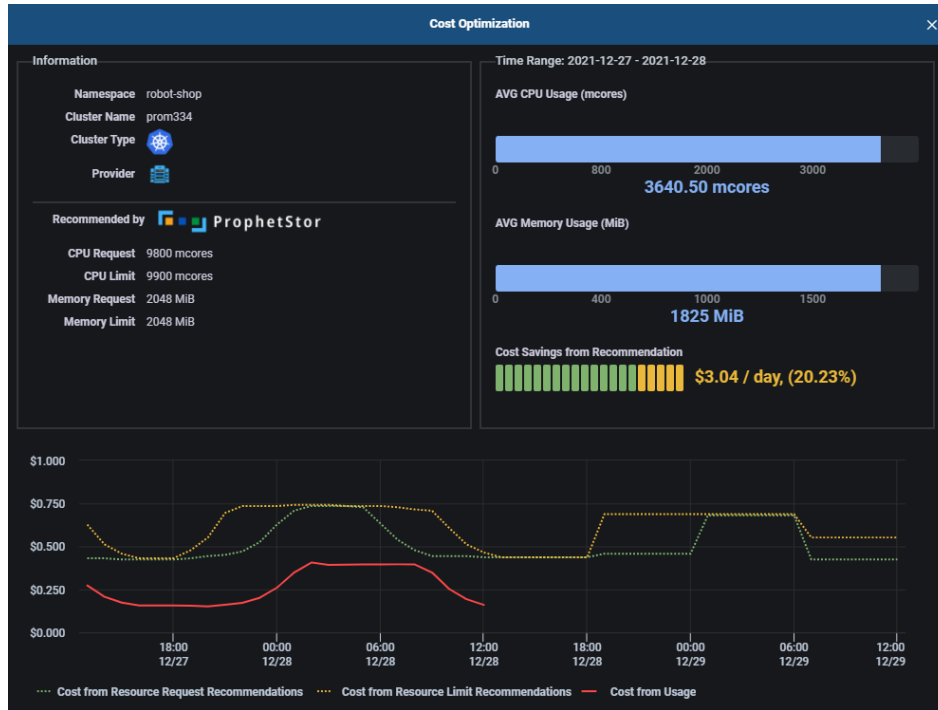 Cost Optimization
Information
Namespace robot-shop
Cluster Name prom334
Cluster Type
Provider
Recommended by ProphetStor
CPU Request 9800 mcores
CPU Limit 9900 mcores
Memory Request 2048 MiB
Memory Limit 2048 MiB
Time Range: 2021-12-27 - 2021-12-28
AVG CPU Usage (mcores)
0 800 2000 3000
3640.50 mcores
AVG Memory Usage (MiB)
0 400 1000 1500
1825 MiB
Cost Savings from Recommendation
$3.04 / day, (20.23%)
$1.000
$0.750
$0.500
$0.250
$0.000
18:00 00:00 06:00 12:00 18:00 00:00 06:00 12:00
12/27 12/28 12/28 12/28 12/28 12/29 12/29 12/29
Cost from Resource Request Recommendations Cost from Resource Limit Recommendations Cost from Usage